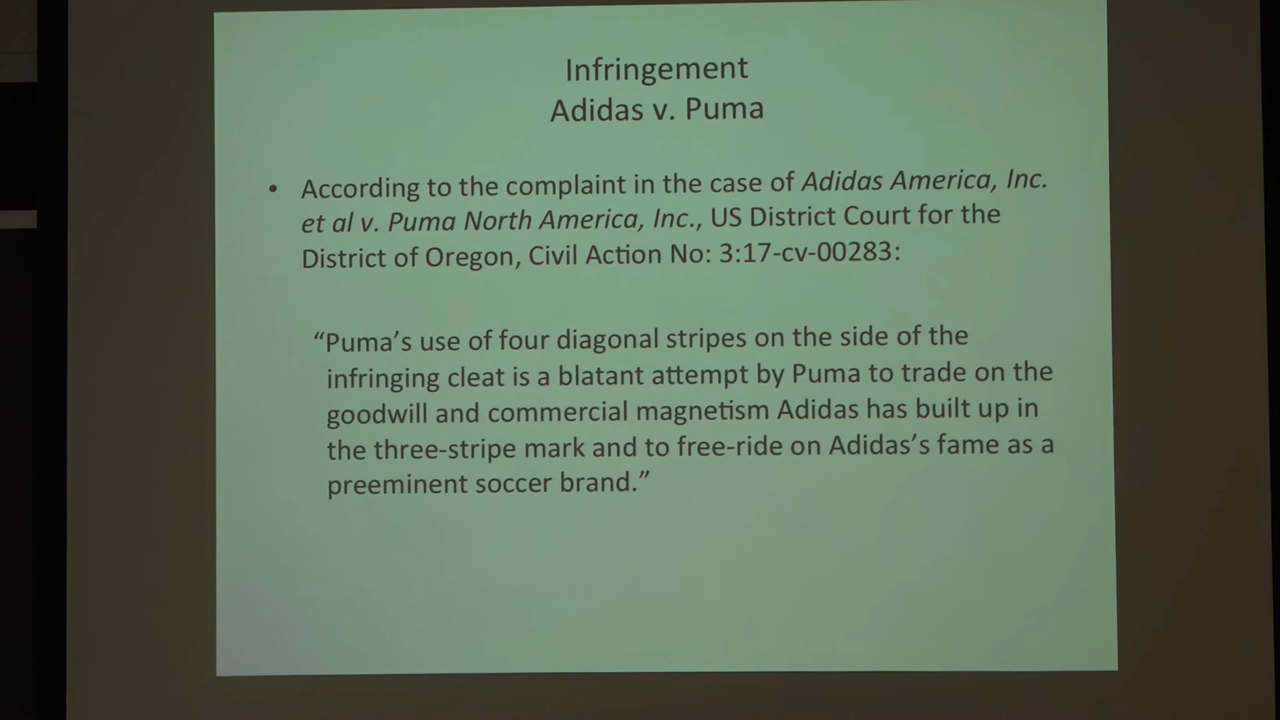 Infringement
Adidas v. Puma
• According to the complaint in the case of Adidas America, Inc.
et al v. Puma North America, Inc., US District Court for the
District of Oregon, Civil Action No: 3:17-cv-00283:
“Puma’s use of four diagonal stripes on the side of the
infringing cleat is a blatant attempt by Puma to trade on the
goodwill and commercial magnetism Adidas has built up in
the three-stripe mark and to free-ride on Adidas’s fame as a
preeminent soccer brand.”